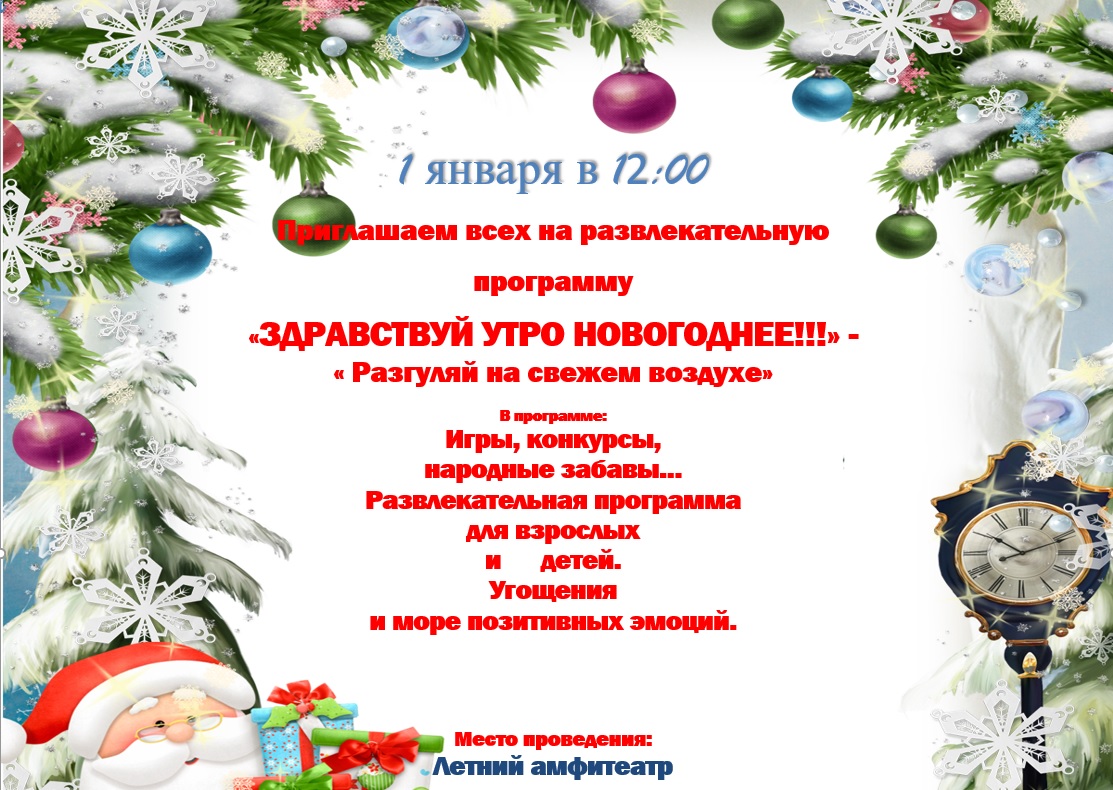 1 января в 12:00
Приглашаем всех на развлекательную
программу
«ЗДРАВСТВУЙ УТРО НОВОГОДНЕЕ!!!» -
« Разгуляй на свежем воздухе»
В программе:
Игры, конкурсы,
народные забавы...
Развлекательная программа
для взрослых
и детей.
Угощения
и море позитивных эмоций.
Место проведения:
Летний амфитеатр